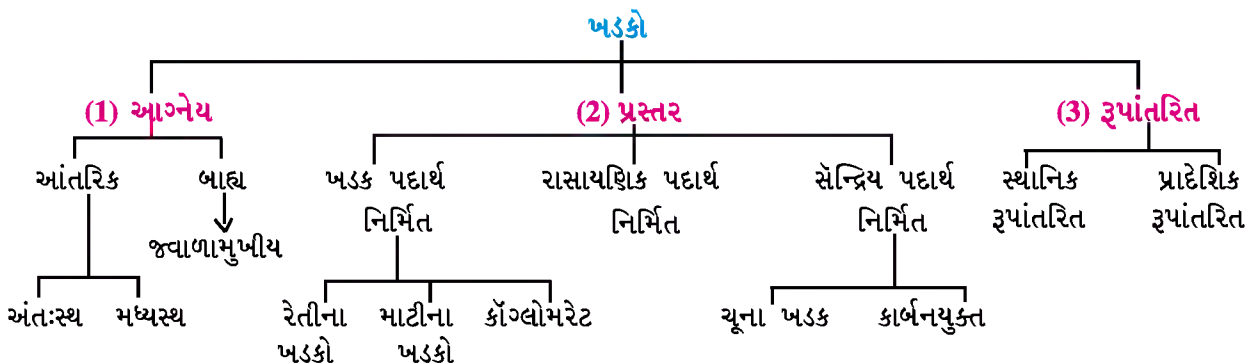 ખડકો
(1) આગ્નેય (2) પ્રસ્તર (3) રૂપાંતરિત
આંતરિક બાહ્ય ખડક પદાર્થ રાસાયણિક પદાર્થ સૅન્દ્રિય પદાર્થ સ્થાનિક પ્રાદેશિક
નિર્મિત નિર્મિત નિર્મિત રૂપાંતરિત રૂપાંતરિત
જ્વાળામુખીય
અંતઃસ્થ મધ્યસ્થ રેતીના માટીના કૉંગ્લોમરેટ ચૂના ખડક કાર્બનયુક્ત
ખડકો ખડકો